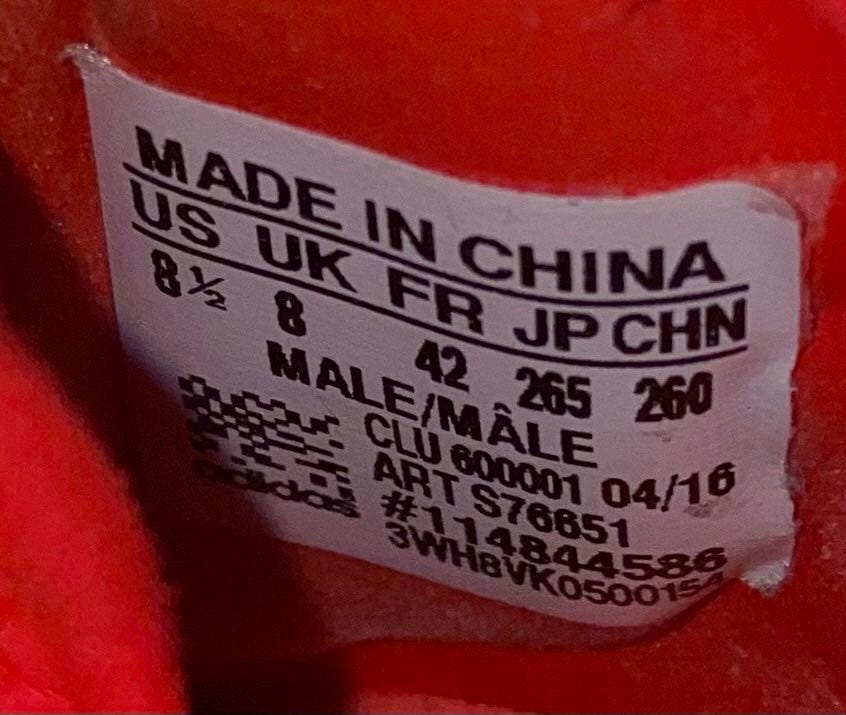 MADE IN CHINA
US UK FR JP CHN
8½ 8 42 265 260
MALE/MÂLE
CLU 600001 04/16
ART S76651
#114844586
3WH8VK0500154
adidas